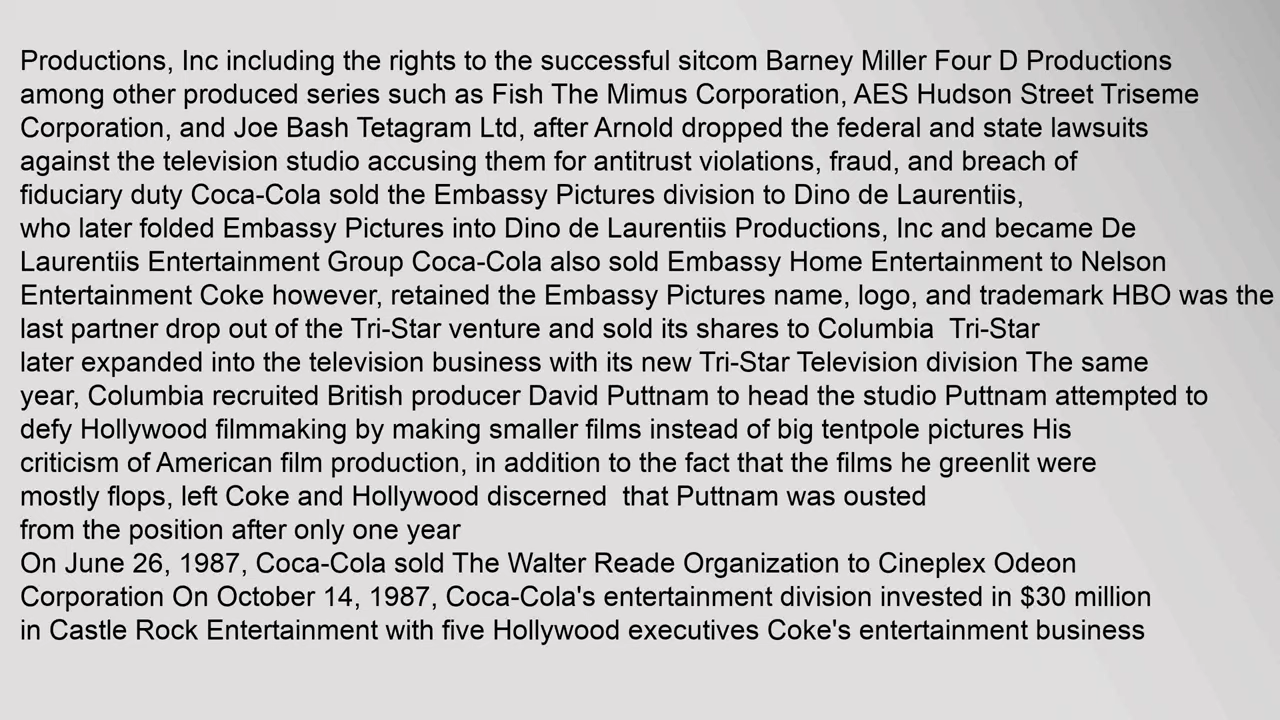 Productions, Inc including the rights to the successful sitcom Barney Miller Four D Productions
among other produced series such as Fish The Mimus Corporation, AES Hudson Street Triseme
Corporation, and Joe Bash Tetagram Ltd, after Arnold dropped the federal and state lawsuits
against the television studio accusing them for antitrust violations, fraud, and breach of
fiduciary duty Coca-Cola sold the Embassy Pictures division to Dino de Laurentiis,
who later folded Embassy Pictures into Dino de Laurentiis Productions, Inc and became De
Laurentiis Entertainment Group Coca-Cola also sold Embassy Home Entertainment to Nelson
Entertainment Coke however, retained the Embassy Pictures name, logo, and trademark HBO was the
last partner drop out of the Tri-Star venture and sold its shares to Columbia  Tri-Star
later expanded into the television business with its new Tri-Star Television division The same
year, Columbia recruited British producer David Puttnam to head the studio Puttnam attempted to
defy Hollywood filmmaking by making smaller films instead of big tentpole pictures His
criticism of American film production, in addition to the fact that the films he greenlit were
mostly flops, left Coke and Hollywood discerned  that Puttnam was ousted
from the position after only one year
On June 26, 1987, Coca-Cola sold The Walter Reade Organization to Cineplex Odeon
Corporation On October 14, 1987, Coca-Cola's entertainment division invested in $30 million
in Castle Rock Entertainment with five Hollywood executives Coke's entertainment business